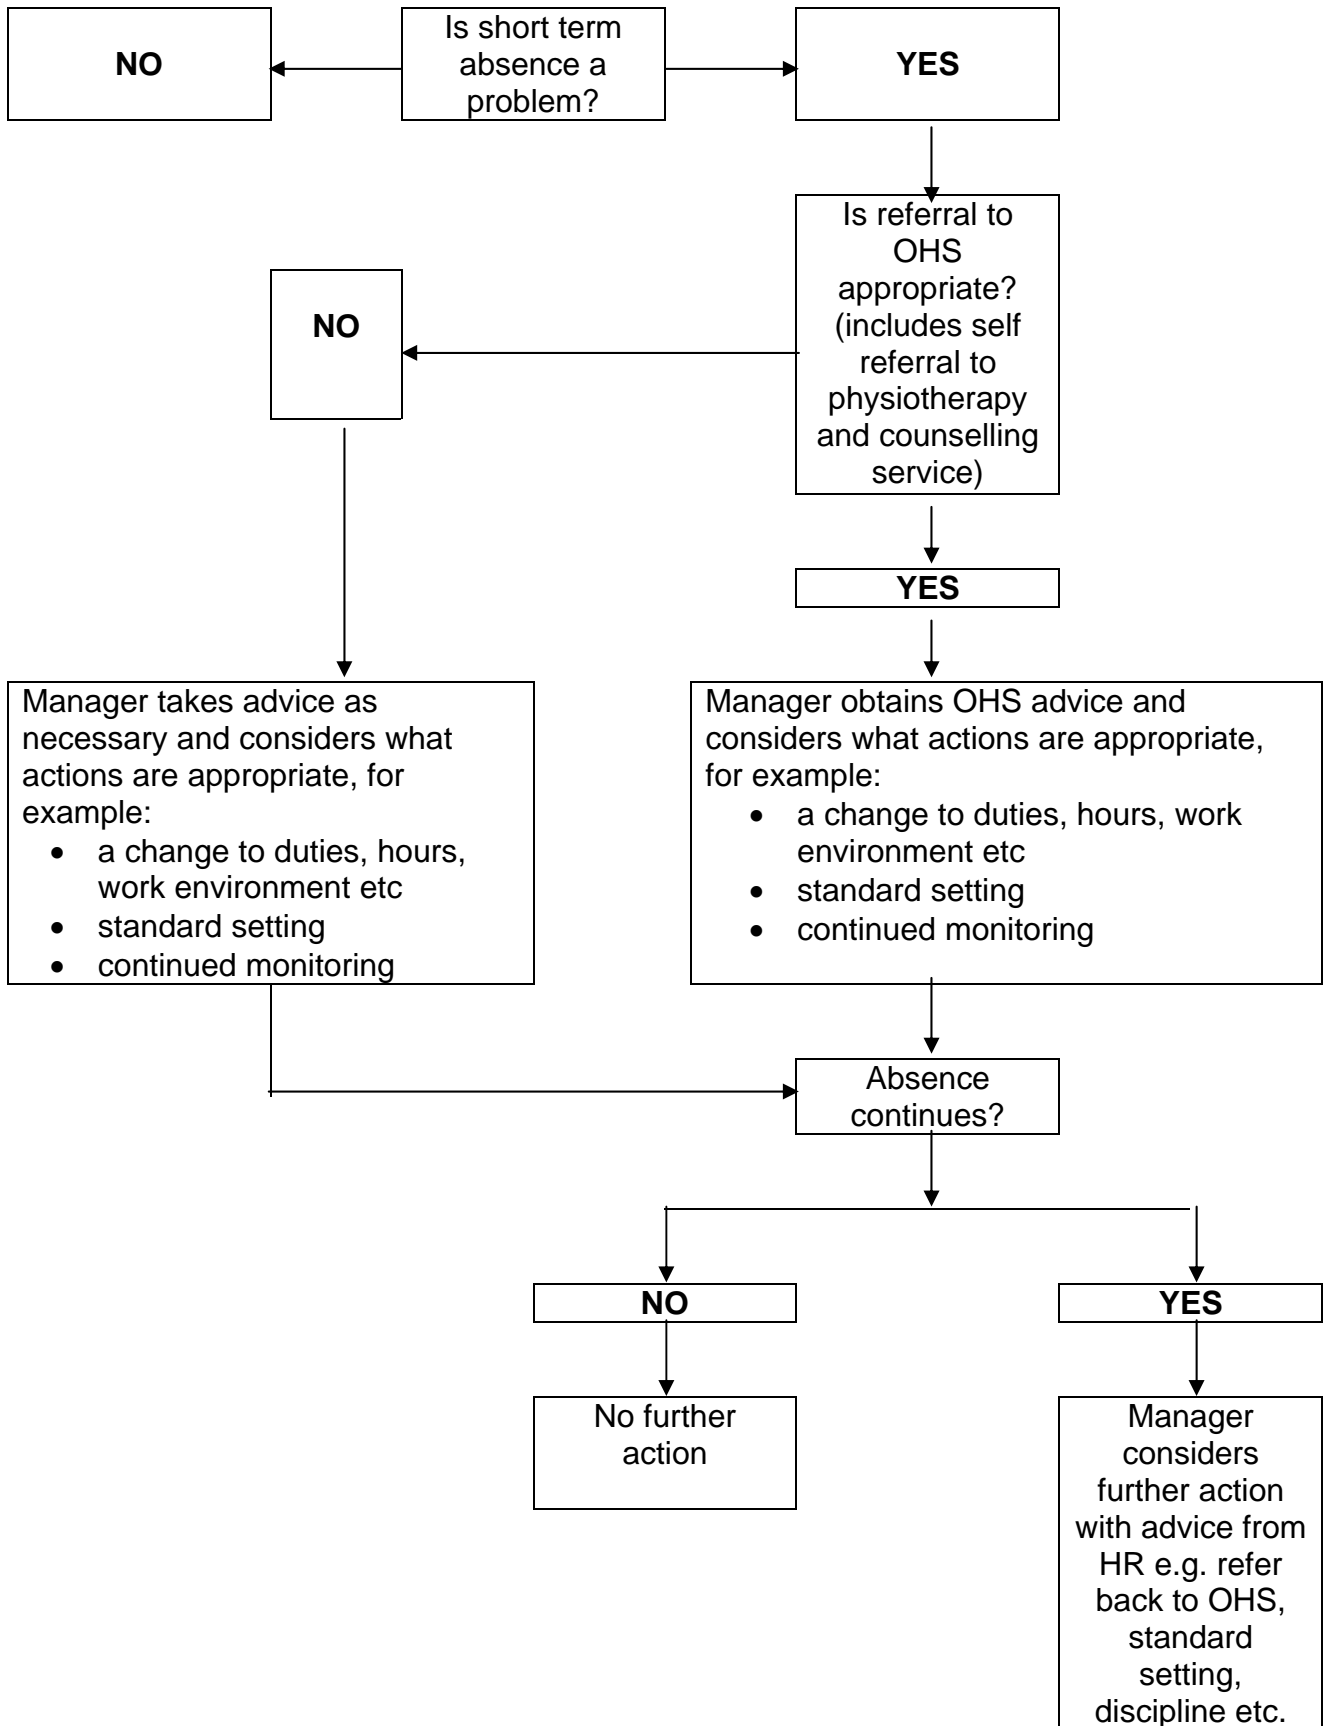 NO
Is short term
absence a
problem?
YES
Is referral to
OHS
appropriate?
(includes self
referral to
physiotherapy
and counselling
service)
NO
YES
Manager takes advice as
necessary and considers what
actions are appropriate, for
example:
• a change to duties, hours,
work environment etc
• standard setting
• continued monitoring
Manager obtains OHS advice and
considers what actions are appropriate,
for example:
• a change to duties, hours, work
environment etc
• standard setting
• continued monitoring
Absence
continues?
NO
YES
No further
action
Manager
considers
further action
with advice from
HR e.g. refer
back to OHS,
standard
setting,
discipline etc.